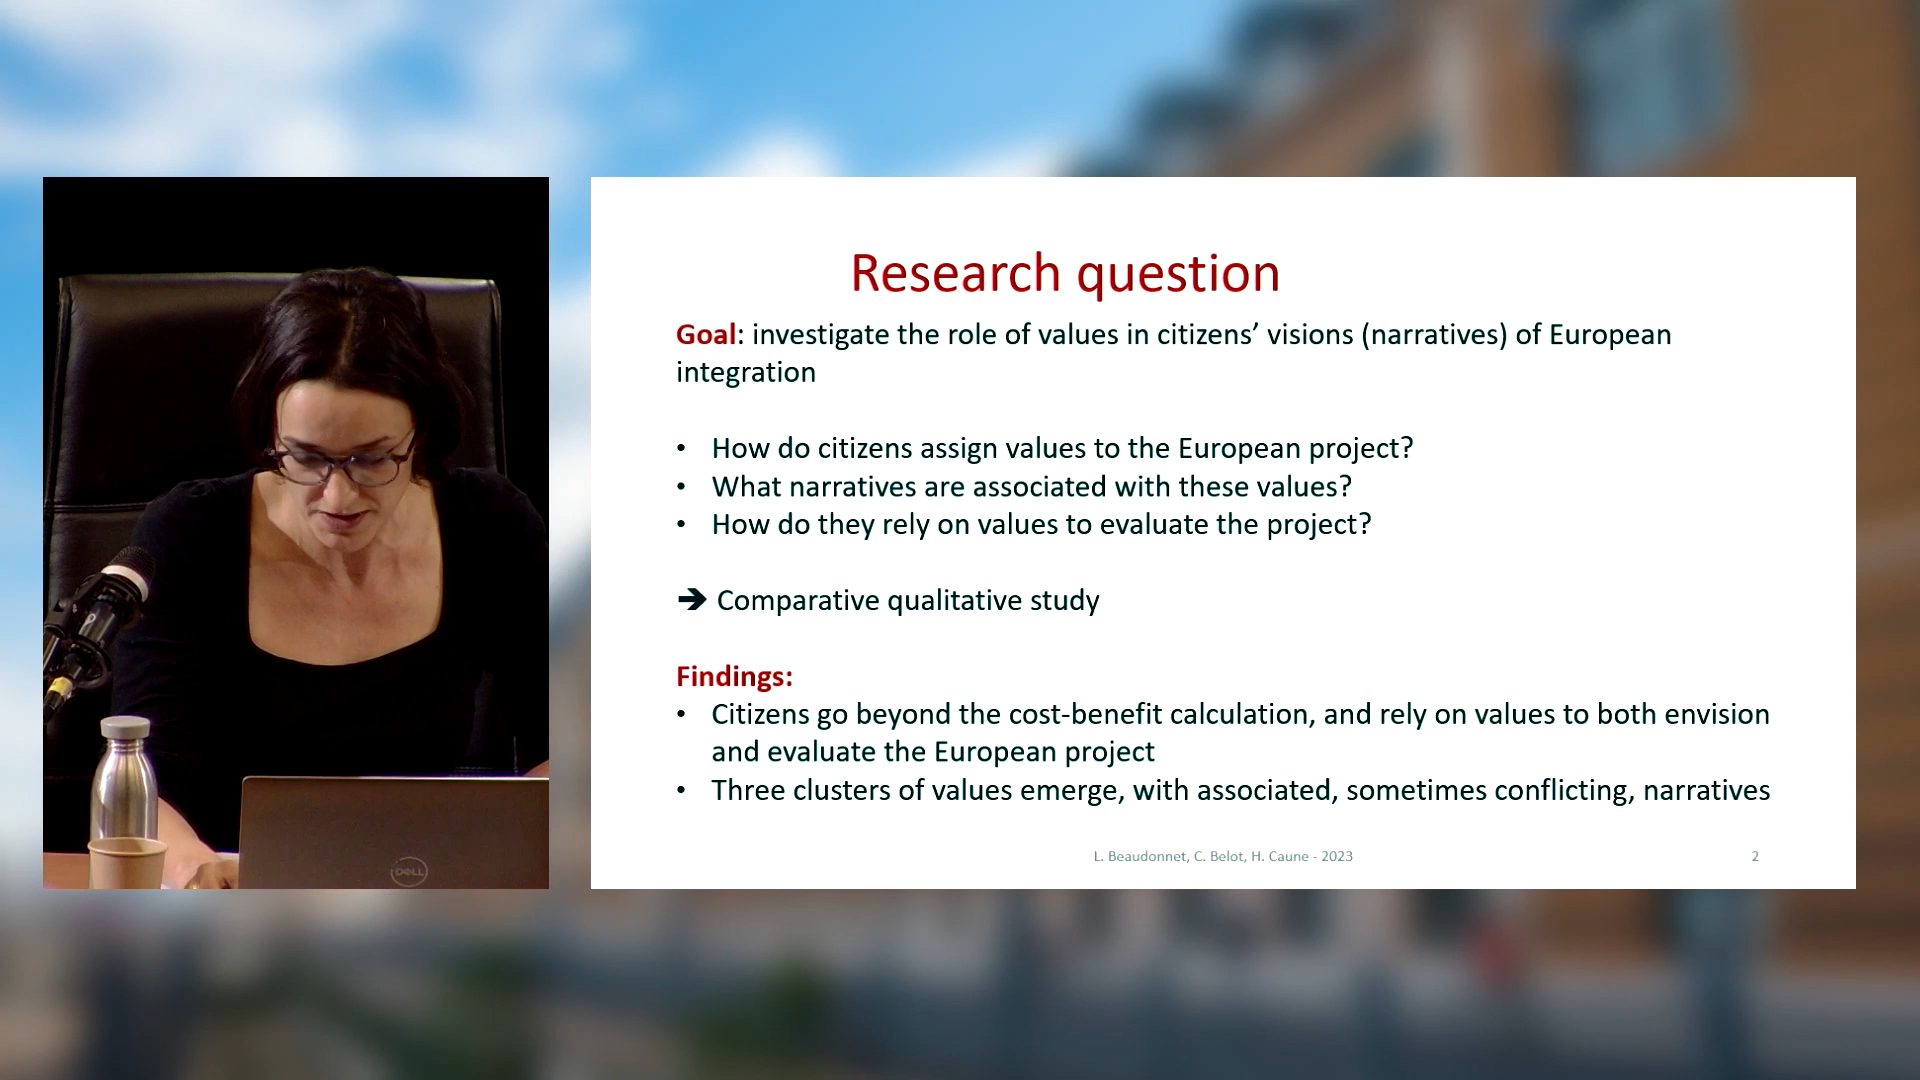 Research question
Goal: investigate the role of values in citizens’ visions (narratives) of European
integration
• How do citizens assign values to the European project?
• What narratives are associated with these values?
• How do they rely on values to evaluate the project?
➔ Comparative qualitative study
Findings:
• Citizens go beyond the cost-benefit calculation, and rely on values to both envision
and evaluate the European project
• Three clusters of values emerge, with associated, sometimes conflicting, narratives
L. Beaudonnet, C. Belot, H. Caune - 2023
2
DELL